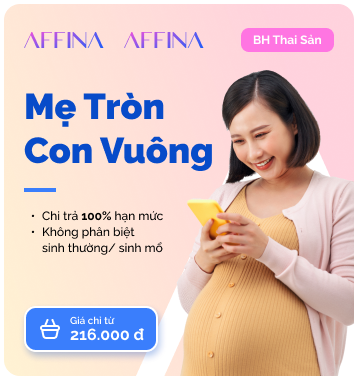 AFFINA AFFINA
BH Thai Sản
Mẹ Tròn
Con Vuông
• Chi trả 100% hạn mức
• Không phân biệt
sinh thường/ sinh mổ
Giá chỉ từ
216.000 đ